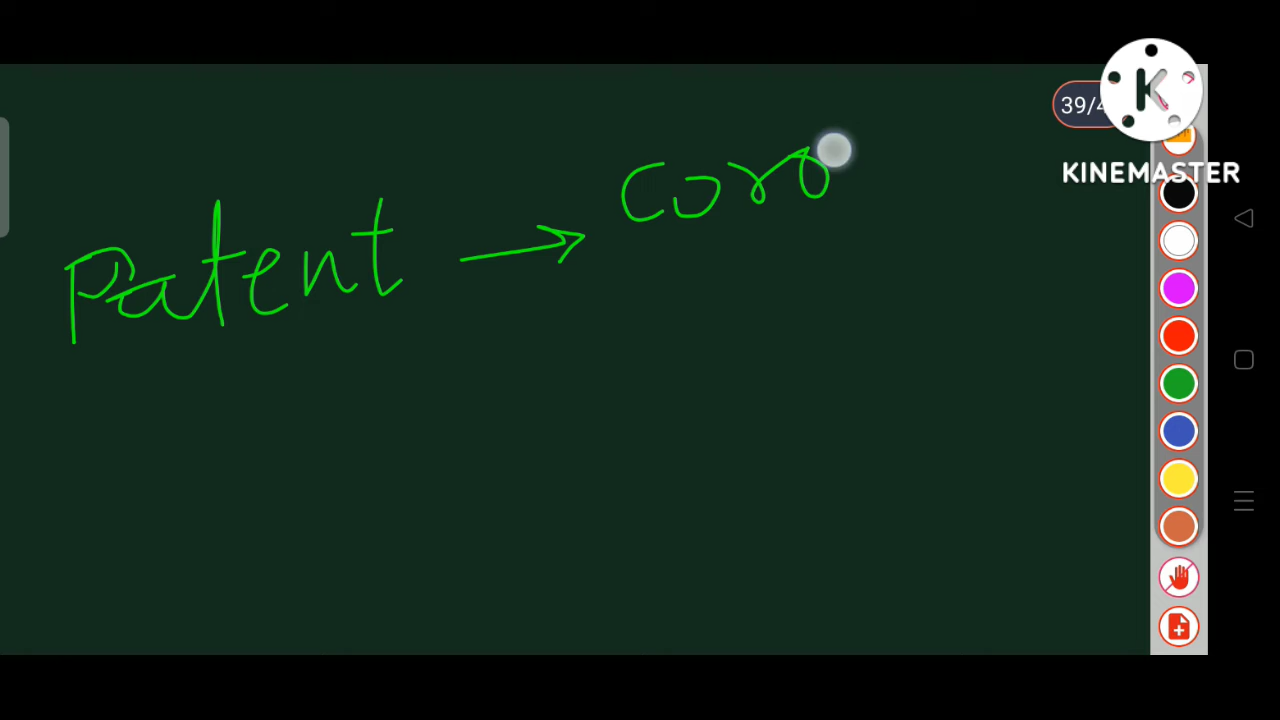 39/4
K
KINEMASTER
Patent → Coro